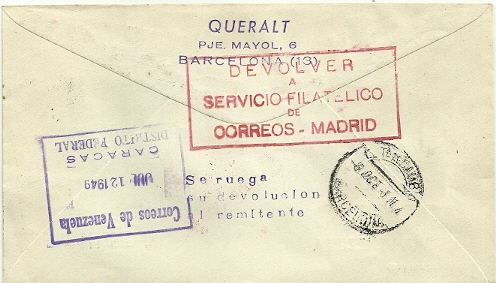 QUERALT
PJE. MAYOL, 6
BARCELONA (13)
DEVOLVER
A
SERVICIO FILATELICO
DE
CORREOS - MADRID
Correos de Venezuela
JUN 12 1949
CARACAS
DISTRITO FEDERAL
Se ruega
su devolucion
al remitente
BARCELONA